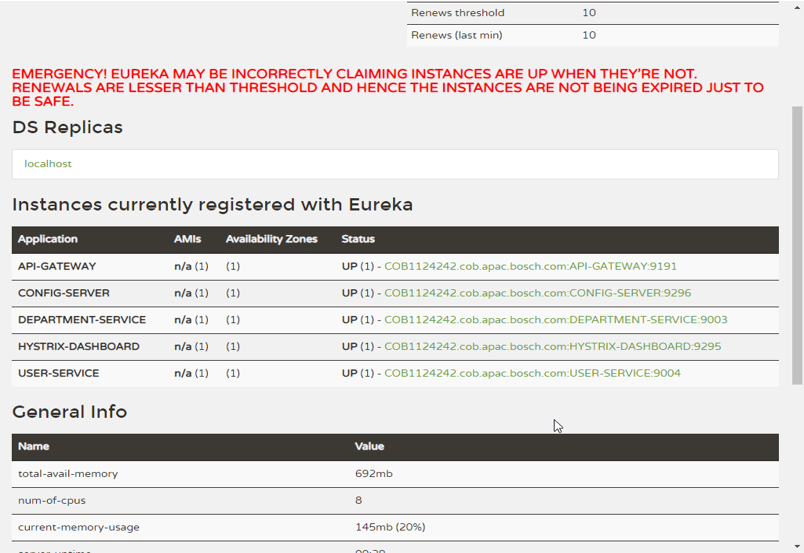 Renews threshold 10
Renews (last min) 10
EMERGENCY! EUREKA MAY BE INCORRECTLY CLAIMING INSTANCES ARE UP WHEN THEY'RE NOT.
RENEWALS ARE LESSER THAN THRESHOLD AND HENCE THE INSTANCES ARE NOT BEING EXPIRED JUST TO
BE SAFE.
DS Replicas
localhost
Instances currently registered with Eureka
Application AMIs Availability Zones Status
API-GATEWAY n/a (1) (1) UP (1) - COB1124242.cob.apac.bosch.com:API-GATEWAY:9191
CONFIG-SERVER n/a (1) (1) UP (1) - COB1124242.cob.apac.bosch.com:CONFIG-SERVER:9296
DEPARTMENT-SERVICE n/a (1) (1) UP (1) - COB1124242.cob.apac.bosch.com:DEPARTMENT-SERVICE:9003
HYSTRIX-DASHBOARD n/a (1) (1) UP (1) - COB1124242.cob.apac.bosch.com:HYSTRIX-DASHBOARD:9295
USER-SERVICE n/a (1) (1) UP (1) - COB1124242.cob.apac.bosch.com:USER-SERVICE:9004
General Info
Name Value
total-avail-memory 692mb
num-of-cpus 8
current-memory-usage 145mb (20%)